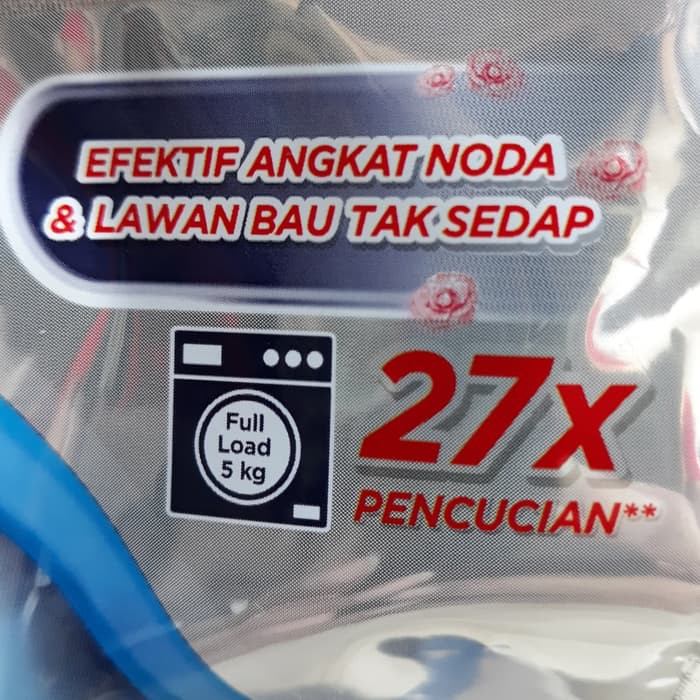 EFEKTIF ANGKAT NODA
& LAWAN BAU TAK SEDAP
Full
Load
5 kg
27x
PENCUCIAN**